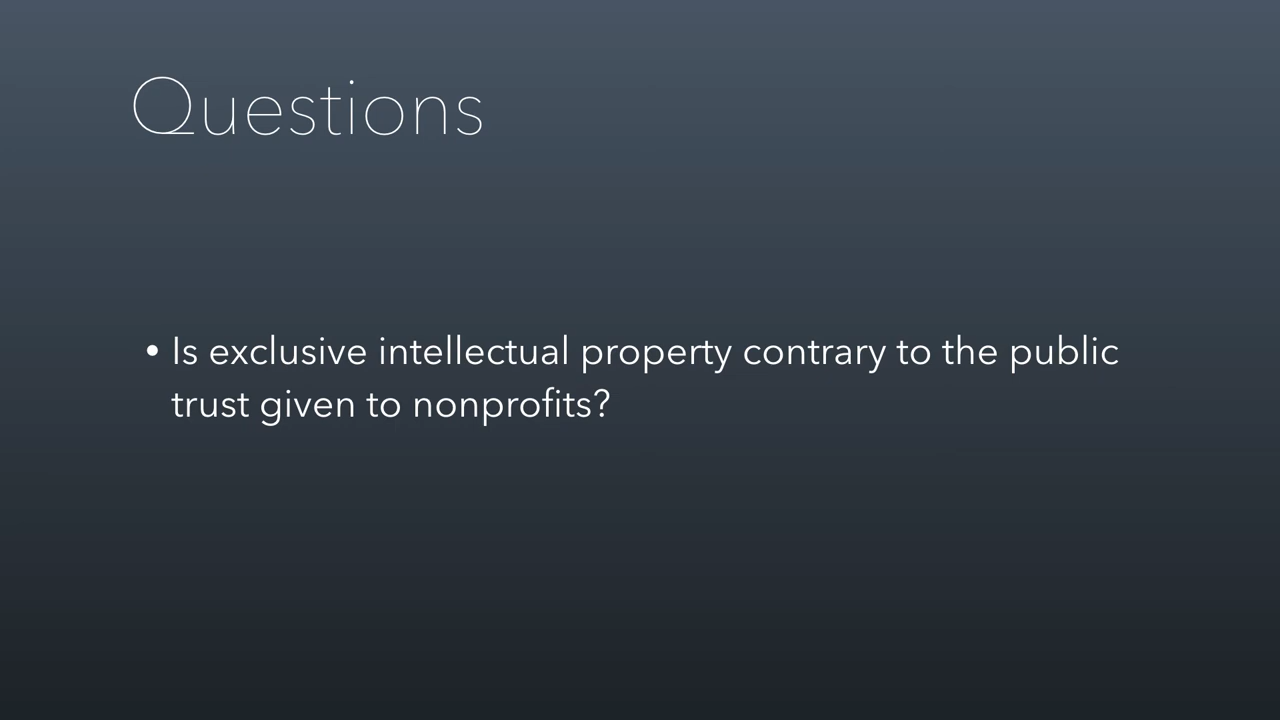 Questions
• Is exclusive intellectual property contrary to the public
trust given to nonprofits?